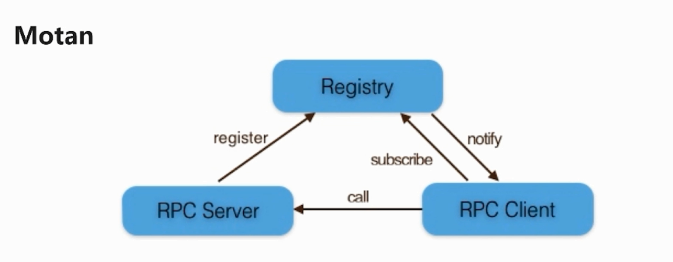 Motan
Registry
register
notify
subscribe
call
RPC Server
RPC Client